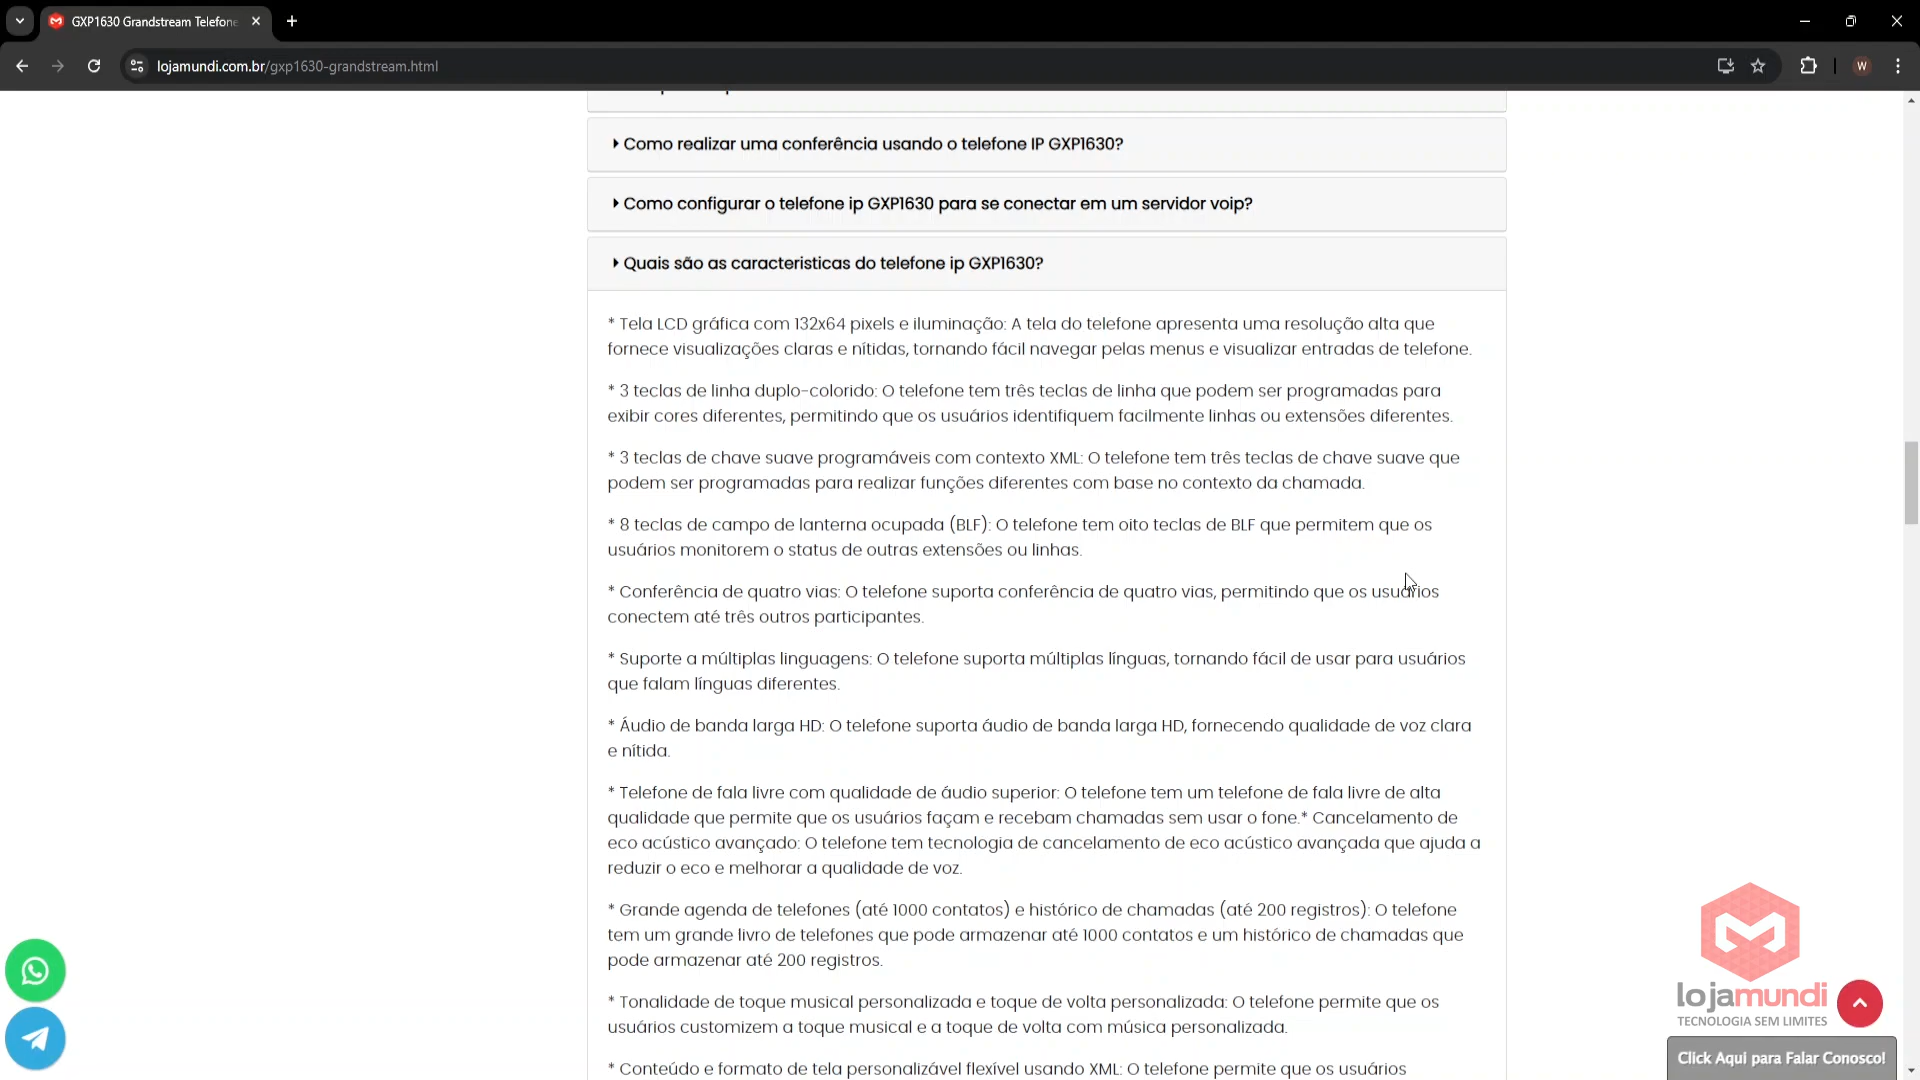 GXP1630 Grandstream Telefone
lojamundi.com.br/gxp1630-grandstream.html
W
Como realizar uma conferência usando o telefone IP GXP1630?
Como configurar o telefone ip GXP1630 para se conectar em um servidor voip?
Quais são as caracteristicas do telefone ip GXP1630?
* Tela LCD gráfica com 132x64 pixels e iluminação: A tela do telefone apresenta uma resolução alta que
fornece visualizações claras e nítidas, tornando fácil navegar pelas menus e visualizar entradas de telefone.
* 3 teclas de linha duplo-colorido: O telefone tem três teclas de linha que podem ser programadas para
exibir cores diferentes, permitindo que os usuários identifiquem facilmente linhas ou extensões diferentes.
* 3 teclas de chave suave programáveis com contexto XML: O telefone tem três teclas de chave suave que
podem ser programadas para realizar funções diferentes com base no contexto da chamada.
* 8 teclas de campo de lanterna ocupada (BLF): O telefone tem oito teclas de BLF que permitem que os
usuários monitorem o status de outras extensões ou linhas.
* Conferência de quatro vias: O telefone suporta conferência de quatro vias, permitindo que os usuários
conectem até três outros participantes.
* Suporte a múltiplas linguagens: O telefone suporta múltiplas línguas, tornando fácil de usar para usuários
que falam línguas diferentes.
* Áudio de banda larga HD: O telefone suporta áudio de banda larga HD, fornecendo qualidade de voz clara
e nítida.
* Telefone de fala livre com qualidade de áudio superior: O telefone tem um telefone de fala livre de alta
qualidade que permite que os usuários façam e recebam chamadas sem usar o fone.* Cancelamento de
eco acústico avançado: O telefone tem tecnologia de cancelamento de eco acústico avançada que ajuda a
reduzir o eco e melhorar a qualidade de voz.
* Grande agenda de telefones (até 1000 contatos) e histórico de chamadas (até 200 registros): O telefone
tem um grande livro de telefones que pode armazenar até 1000 contatos e um histórico de chamadas que
pode armazenar até 200 registros.
* Tonalidade de toque musical personalizada e toque de volta personalizada: O telefone permite que os
usuários customizem a toque musical e a toque de volta com música personalizada.
* Conteúdo e formato de tela personalizável flexível usando XML: O telefone permite que os usuários
lojamundi
TECNOLOGIA SEM LIMITES
Click Aqui para Falar Conosco!